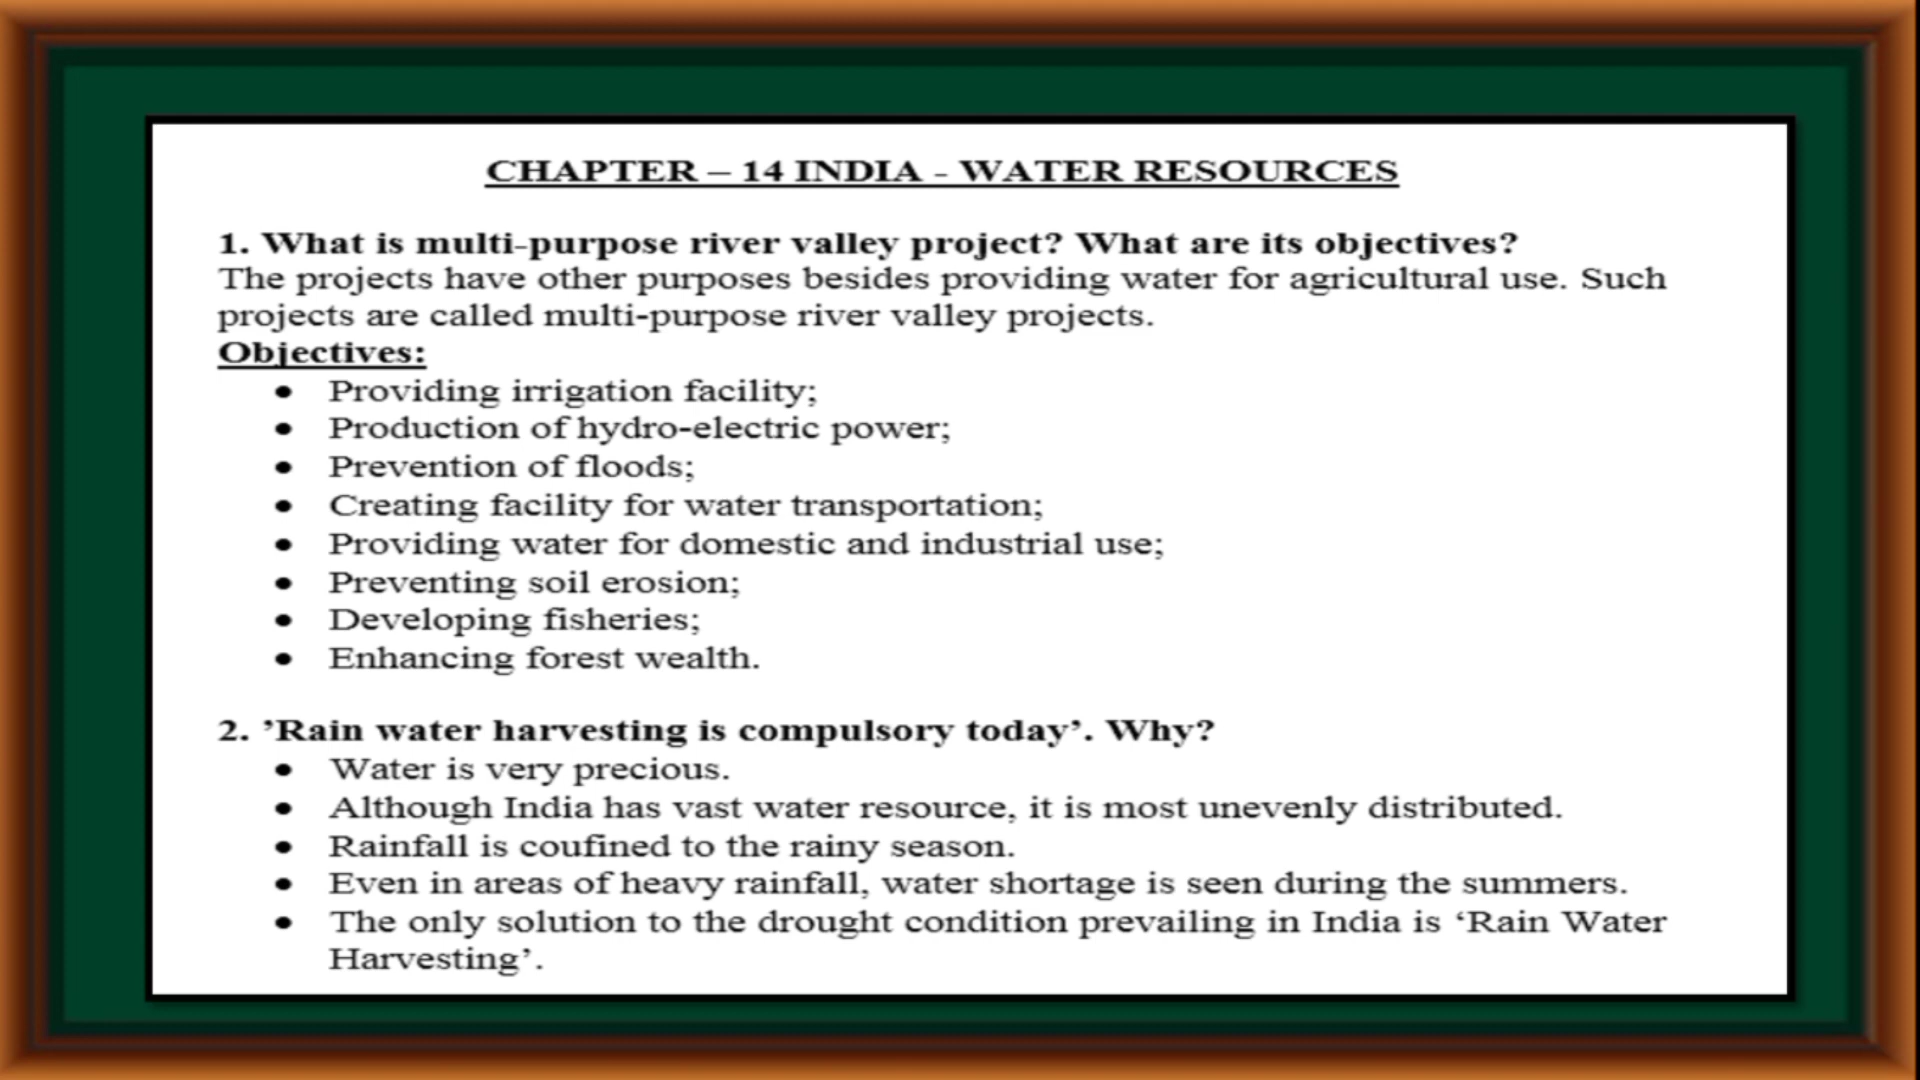 CHAPTER – 14 INDIA - WATER RESOURCES
1. What is multi-purpose river valley project? What are its objectives?
The projects have other purposes besides providing water for agricultural use. Such
projects are called multi-purpose river valley projects.
Objectives:
• Providing irrigation facility;
• Production of hydro-electric power;
• Prevention of floods;
• Creating facility for water transportation;
• Providing water for domestic and industrial use;
• Preventing soil erosion;
• Developing fisheries;
• Enhancing forest wealth.
2. ’Rain water harvesting is compulsory today’. Why?
• Water is very precious.
• Although India has vast water resource, it is most unevenly distributed.
• Rainfall is coufined to the rainy season.
• Even in areas of heavy rainfall, water shortage is seen during the summers.
• The only solution to the drought condition prevailing in India is ‘Rain Water
Harvesting’.